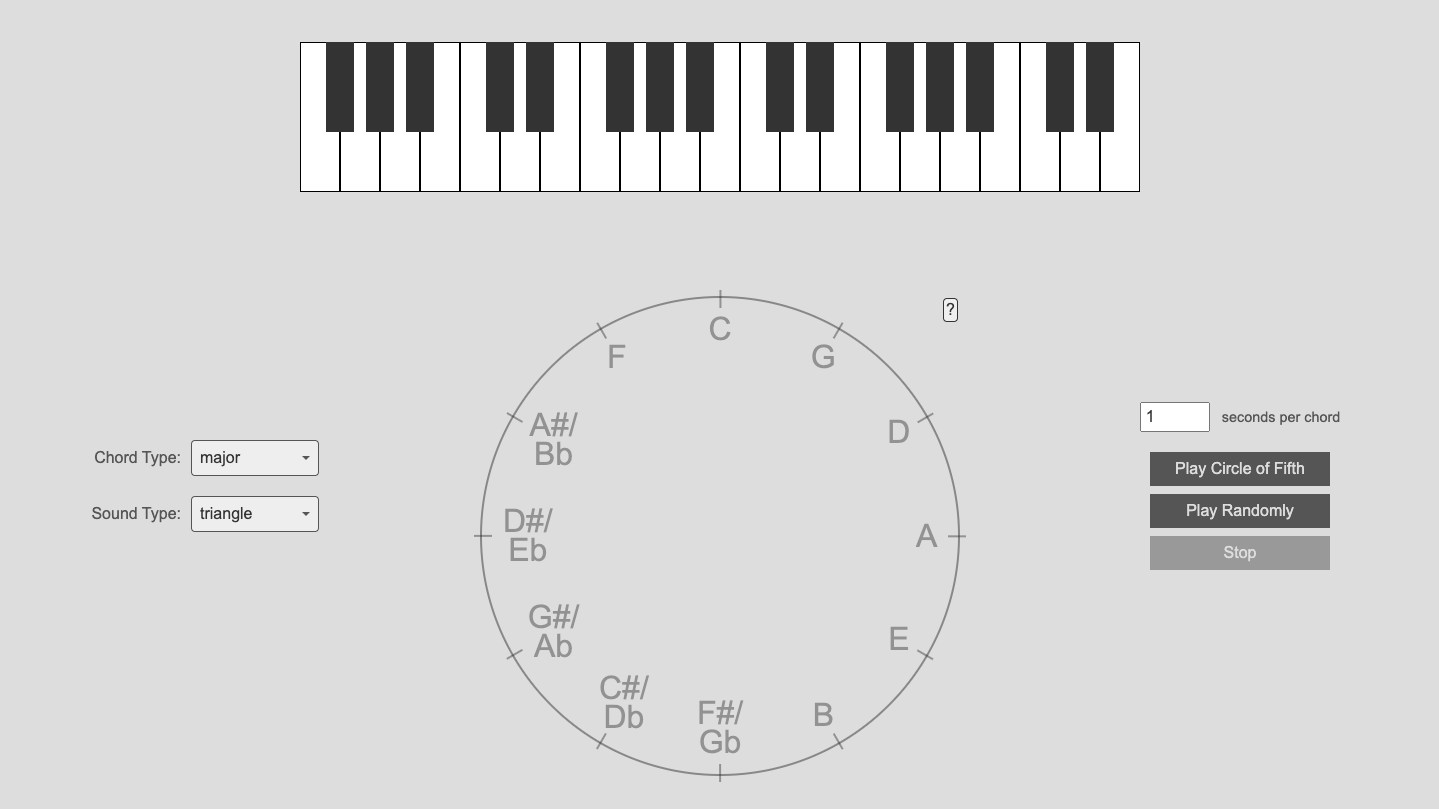 ?
C
F
G
A#/
Bb
D
D#/
Eb
A
G#/
Ab
E
C#/
Db
F#/
Gb
B
Chord Type: major
Sound Type: triangle
1 seconds per chord
Play Circle of Fifth
Play Randomly
Stop